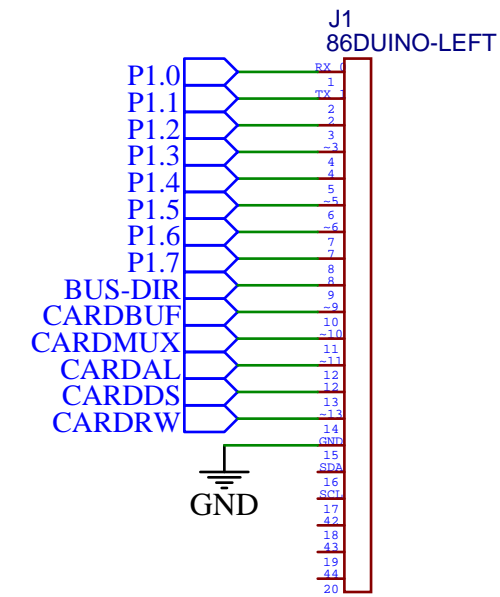 J1
86DUINO-LEFT
P1.0 RX_0 1
P1.1 TX_1 2
P1.2 2 3
P1.3 ~3 4
P1.4 4 5
P1.5 ~5 6
P1.6 ~6 7
P1.7 7 8
BUS-DIR 8 9
CARDBUF ~9 10
CARDMUX ~10 11
CARDAL ~11 12
CARDDS 12 13
CARDRW ~13 14
GND 15
GND
SDA 16
SCL 17
42 18
43 19
44 20